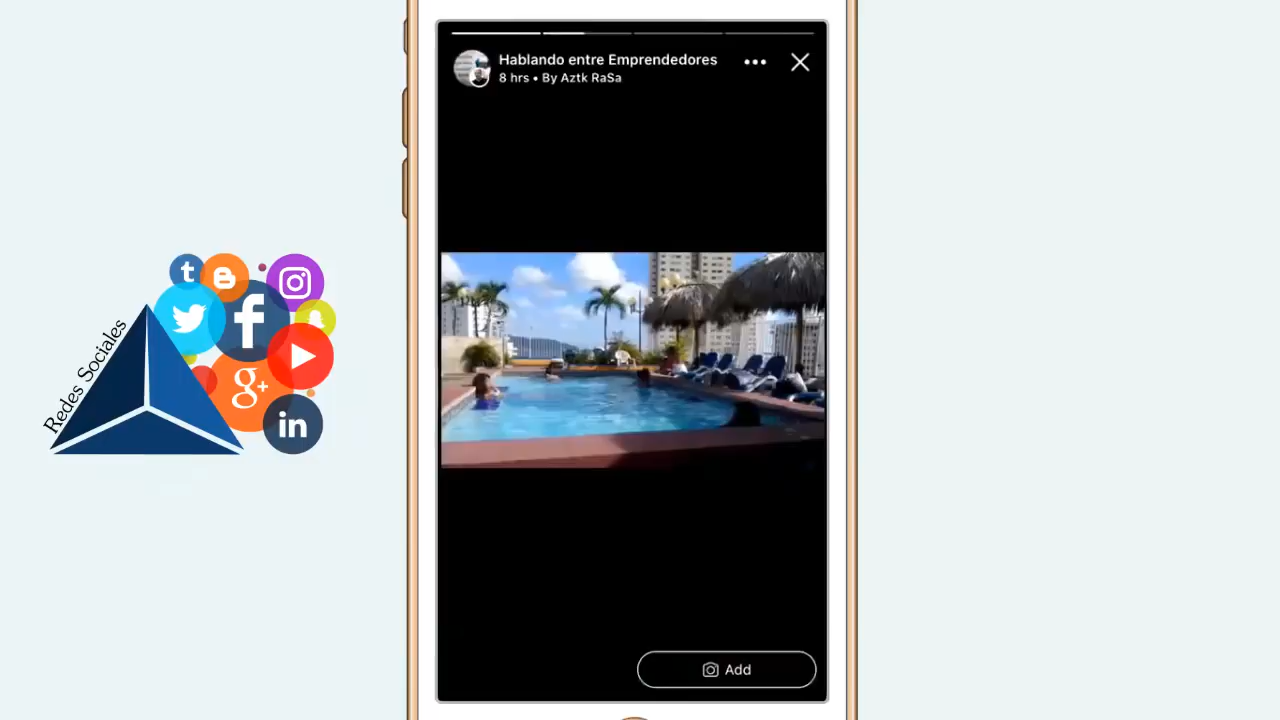 Hablando entre Emprendedores
8 hrs • By Aztk RaSa
Redes Sociales
t
f
g+
in
Add